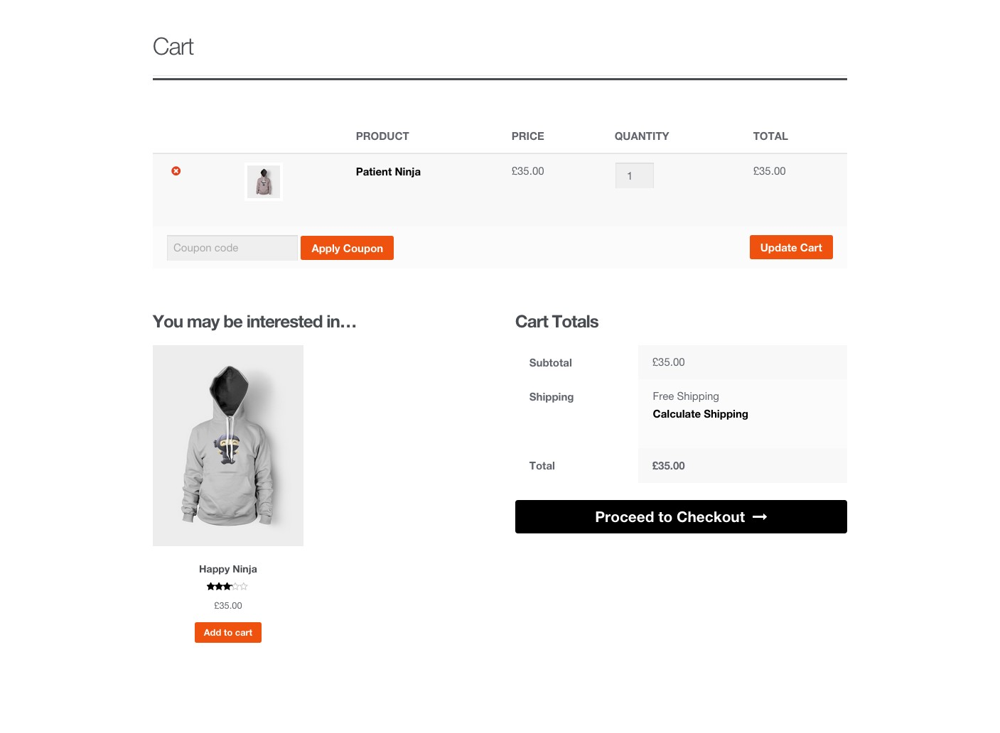 Cart
PRODUCT PRICE QUANTITY TOTAL
Patient Ninja £35.00 1 £35.00
Coupon code Apply Coupon Update Cart
You may be interested in…
Happy Ninja
£35.00
Add to cart
Cart Totals
Subtotal £35.00
Shipping Free Shipping
Calculate Shipping
Total £35.00
Proceed to Checkout →